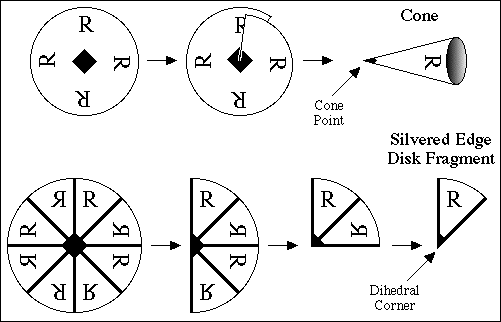 Cone
R
R R
R
R
R R
R
R
Cone
Point
Silvered Edge
Disk Fragment
Я R
R Я
Я R
R Я
R
Я
R
Я
R
Я
R
Dihedral
Corner